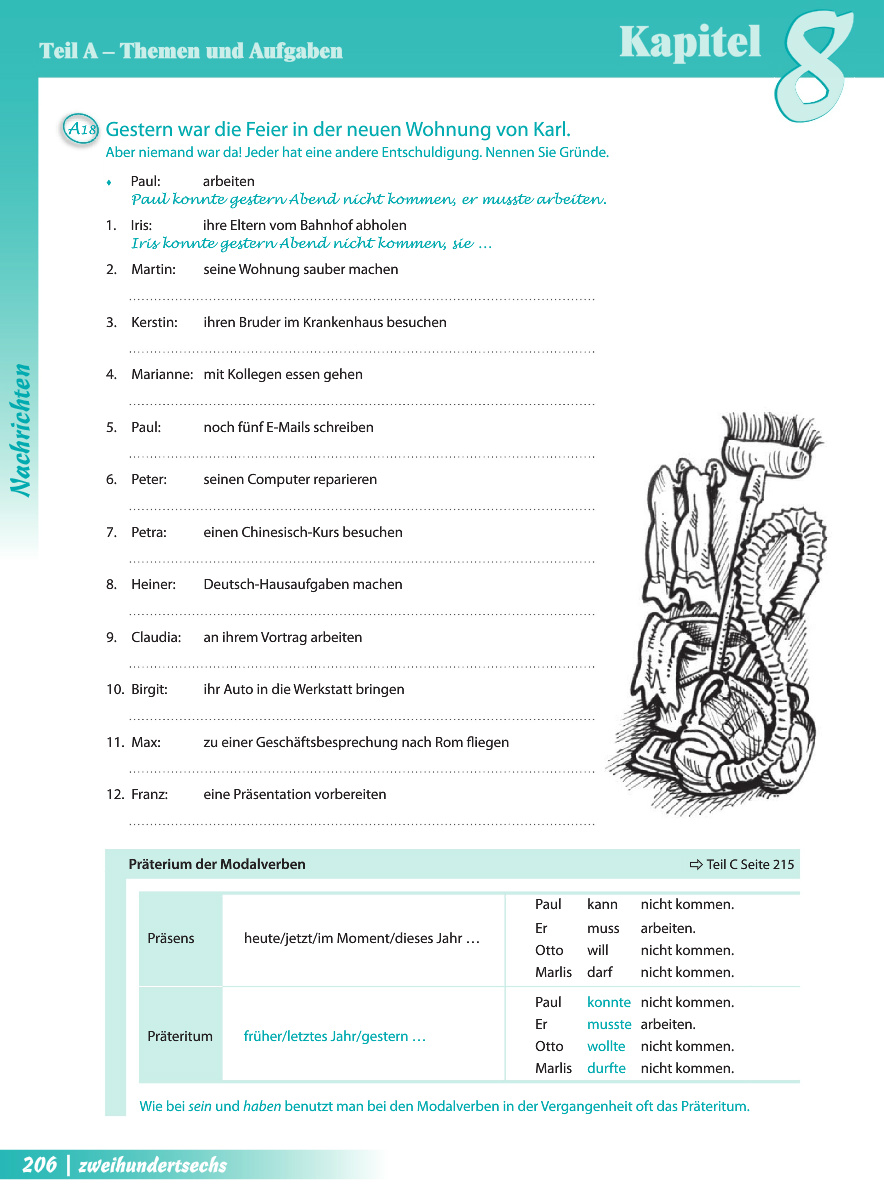 Teil A – Themen und Aufgaben
Kapitel 8
Nachrichten
A18 Gestern war die Feier in der neuen Wohnung von Karl.
Aber niemand war da! Jeder hat eine andere Entschuldigung. Nennen Sie Gründe.
♦ Paul: arbeiten
Paul konnte gestern Abend nicht kommen, er musste arbeiten.
1. Iris: ihre Eltern vom Bahnhof abholen
Iris konnte gestern Abend nicht kommen, sie …
2. Martin: seine Wohnung sauber machen
3. Kerstin: ihren Bruder im Krankenhaus besuchen
4. Marianne: mit Kollegen essen gehen
5. Paul: noch fünf E-Mails schreiben
6. Peter: seinen Computer reparieren
7. Petra: einen Chinesisch-Kurs besuchen
8. Heiner: Deutsch-Hausaufgaben machen
9. Claudia: an ihrem Vortrag arbeiten
10. Birgit: ihr Auto in die Werkstatt bringen
11. Max: zu einer Geschäftsbesprechung nach Rom fliegen
12. Franz: eine Präsentation vorbereiten
Präterium der Modalverben ⇨ Teil C Seite 215
Präsens heute/jetzt/im Moment/dieses Jahr …
Paul kann nicht kommen.
Er muss arbeiten.
Otto will nicht kommen.
Marlis darf nicht kommen.
Präteritum früher/letztes Jahr/gestern …
Paul konnte nicht kommen.
Er musste arbeiten.
Otto wollte nicht kommen.
Marlis durfte nicht kommen.
Wie bei sein und haben benutzt man bei den Modalverben in der Vergangenheit oft das Präteritum.
206 | zweihundertsechs